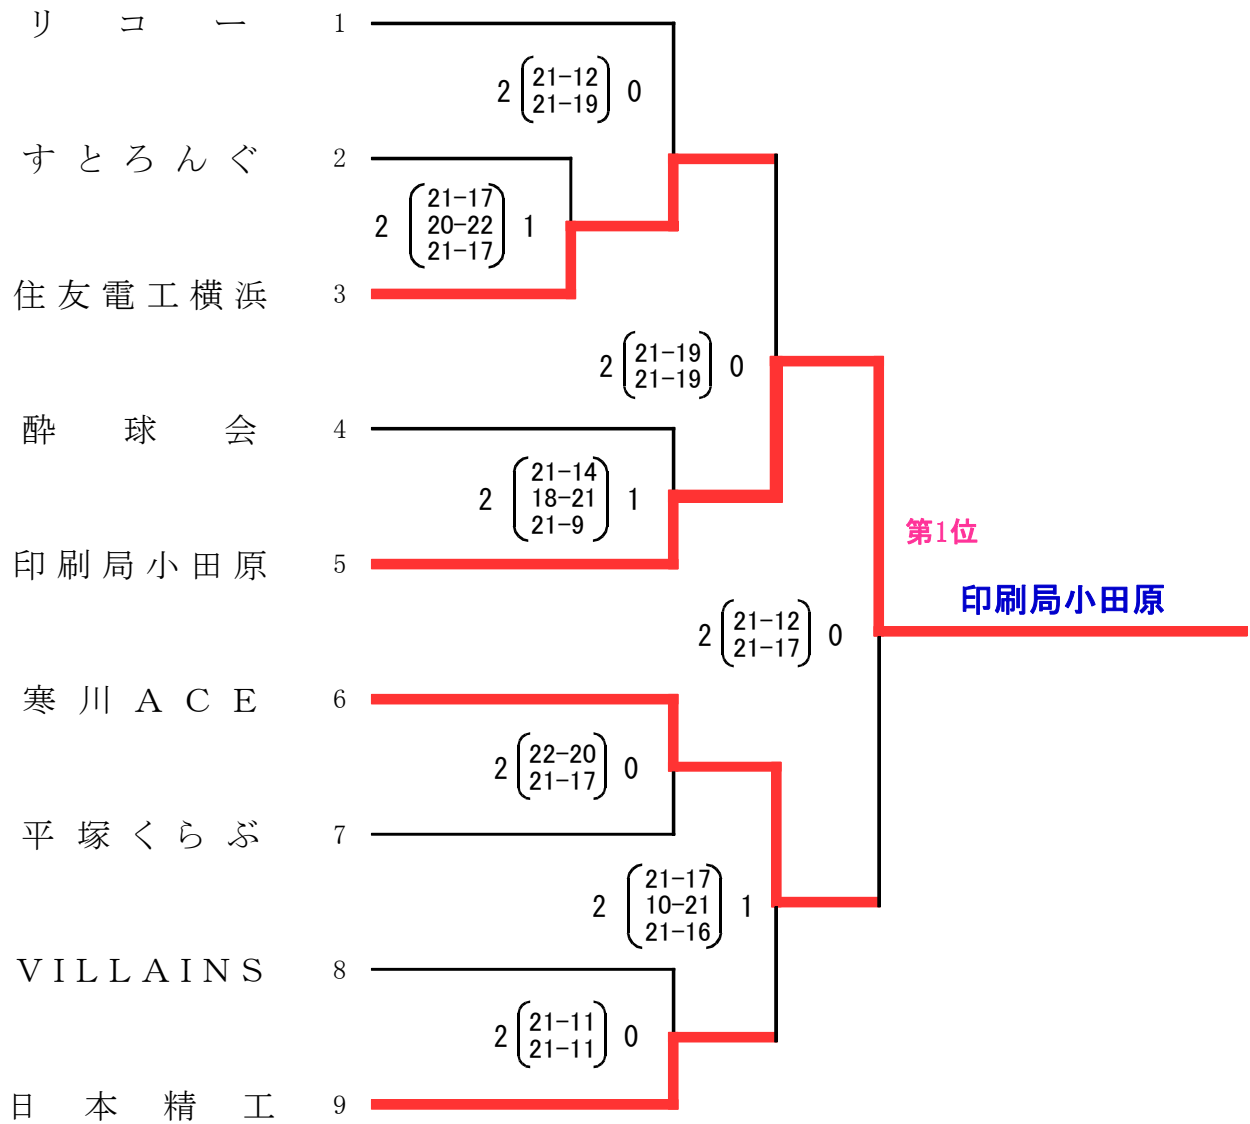 リコー 1
2 21-12 0
21-19
すとろんぐ 2
21-17
2 20-22 1
21-17
住友電工横浜 3
2 21-19 0
21-19
酔球会 4
21-14
2 18-21 1
21-9
第1位
印刷局小田原 5
印刷局小田原
2 21-12 0
21-17
寒川ACE 6
2 22-20 0
21-17
平塚くらぶ 7
21-17
2 10-21 1
21-16
VILLAINS 8
2 21-11 0
21-11
日本精工 9